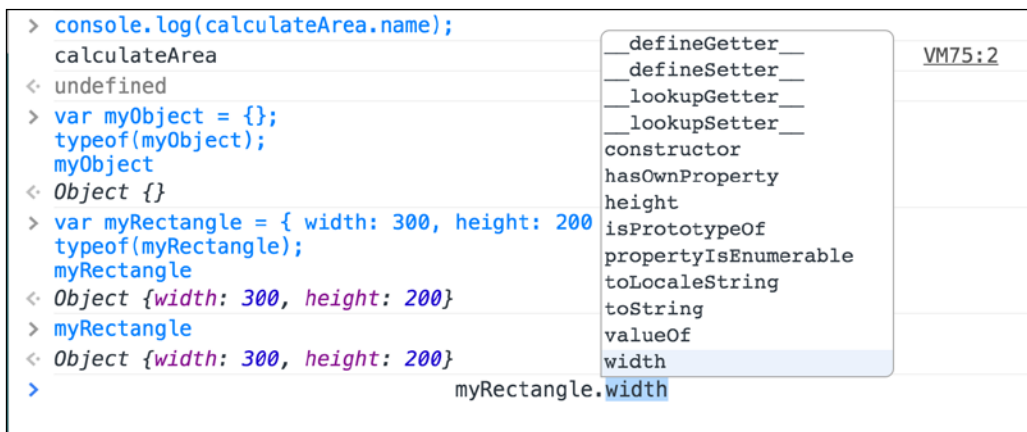 > console.log(calculateArea.name);
calculateArea VM75:2
<· undefined
> var myObject = {};
typeof(myObject);
myObject
<· Object {}
> var myRectangle = { width: 300, height: 200
typeof(myRectangle);
myRectangle
<· Object {width: 300, height: 200}
> myRectangle
<· Object {width: 300, height: 200}
> myRectangle.width
__defineGetter__
__defineSetter__
__lookupGetter__
__lookupSetter__
constructor
hasOwnProperty
height
isPrototypeOf
propertyIsEnumerable
toLocaleString
toString
valueOf
width